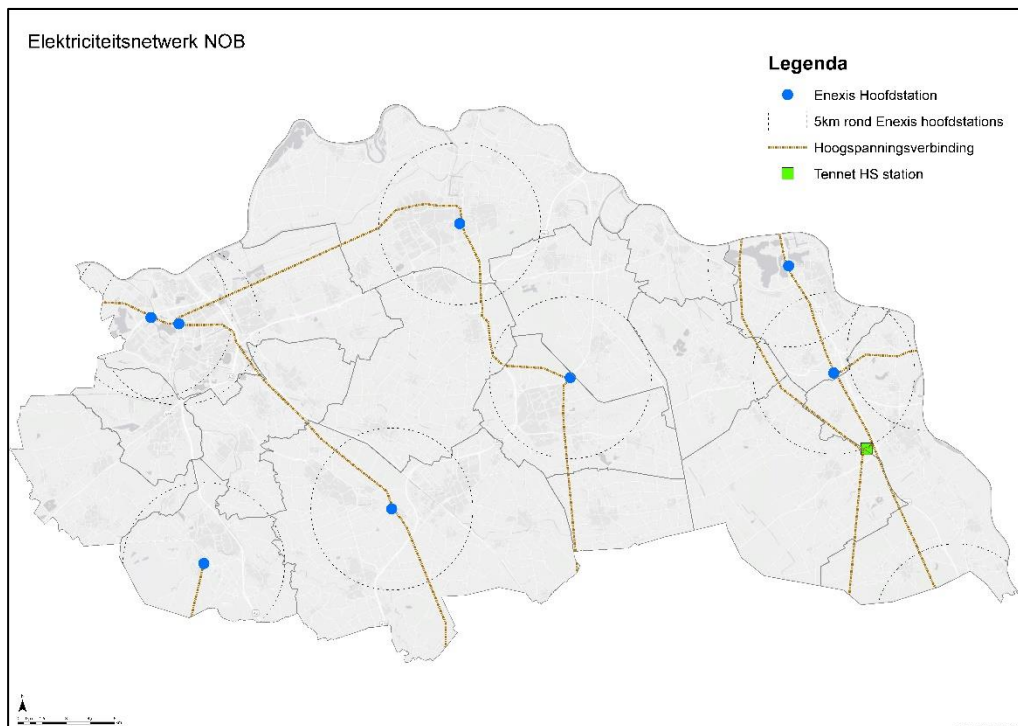 Elektriciteitsnetwerk NOB
Legenda
Enexis Hoofdstation
5km rond Enexis hoofdstations
Hoogspanningsverbinding
Tennet HS station